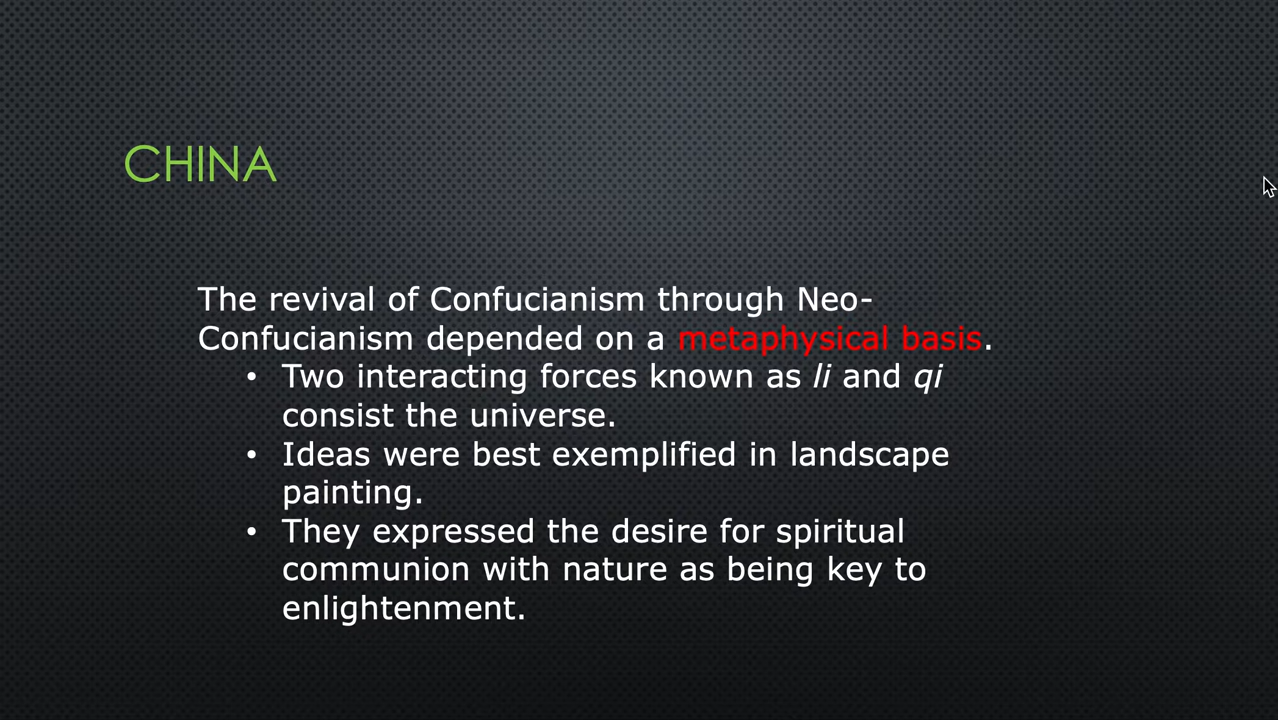 CHINA
The revival of Confucianism through Neo-
Confucianism depended on a metaphysical basis.
• Two interacting forces known as li and qi
consist the universe.
• Ideas were best exemplified in landscape
painting.
• They expressed the desire for spiritual
communion with nature as being key to
enlightenment.